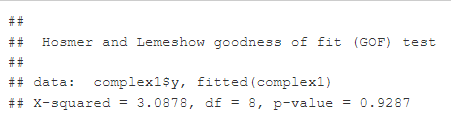 ##
##  Hosmer and Lemeshow goodness of fit (GOF) test
##
## data:  complex1$y, fitted(complex1)
## X-squared = 3.0878, df = 8, p-value = 0.9287